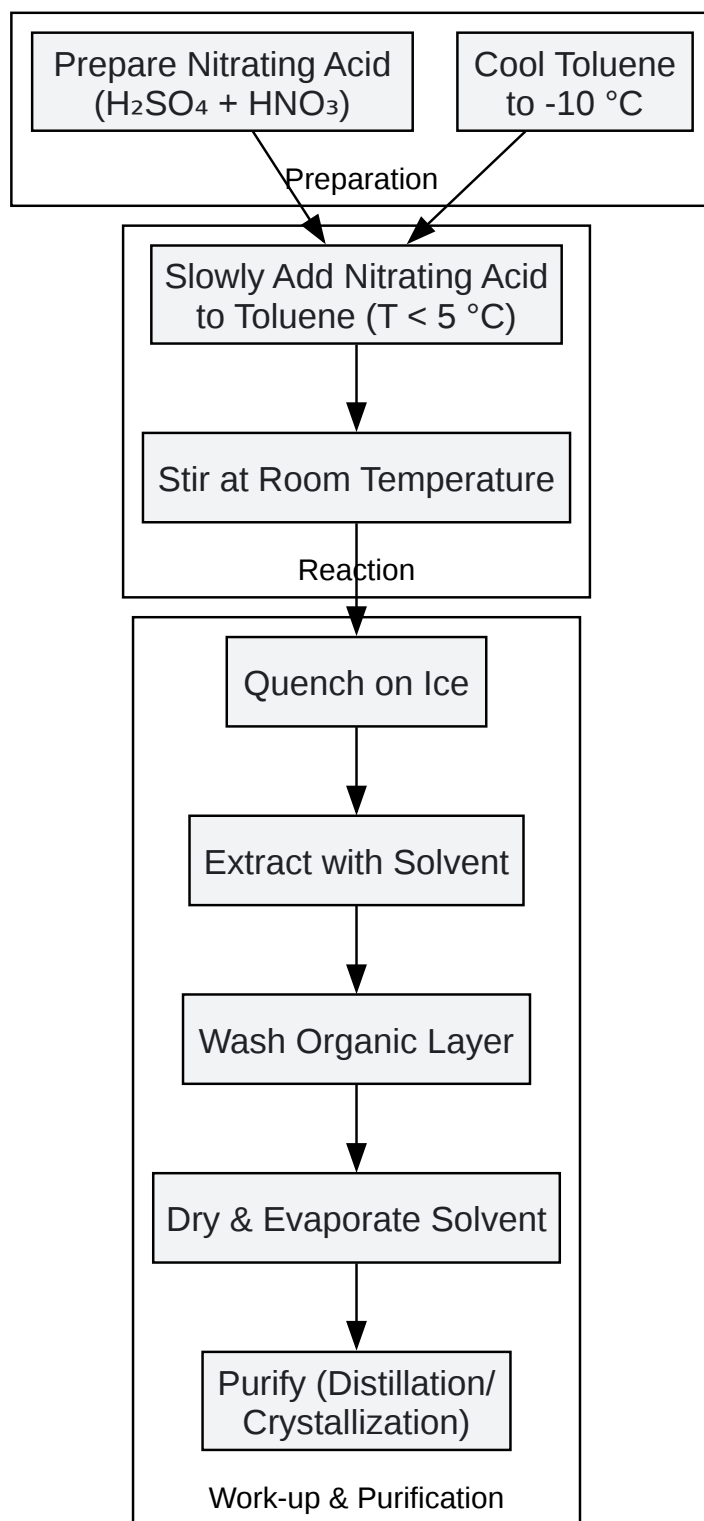 Prepare Nitrating Acid
(H₂SO₄ + HNO₃)
Cool Toluene
to -10 °C
Preparation
Slowly Add Nitrating Acid
to Toluene (T < 5 °C)
Stir at Room Temperature
Reaction
Quench on Ice
Extract with Solvent
Wash Organic Layer
Dry & Evaporate Solvent
Purify (Distillation/
Crystallization)
Work-up & Purification